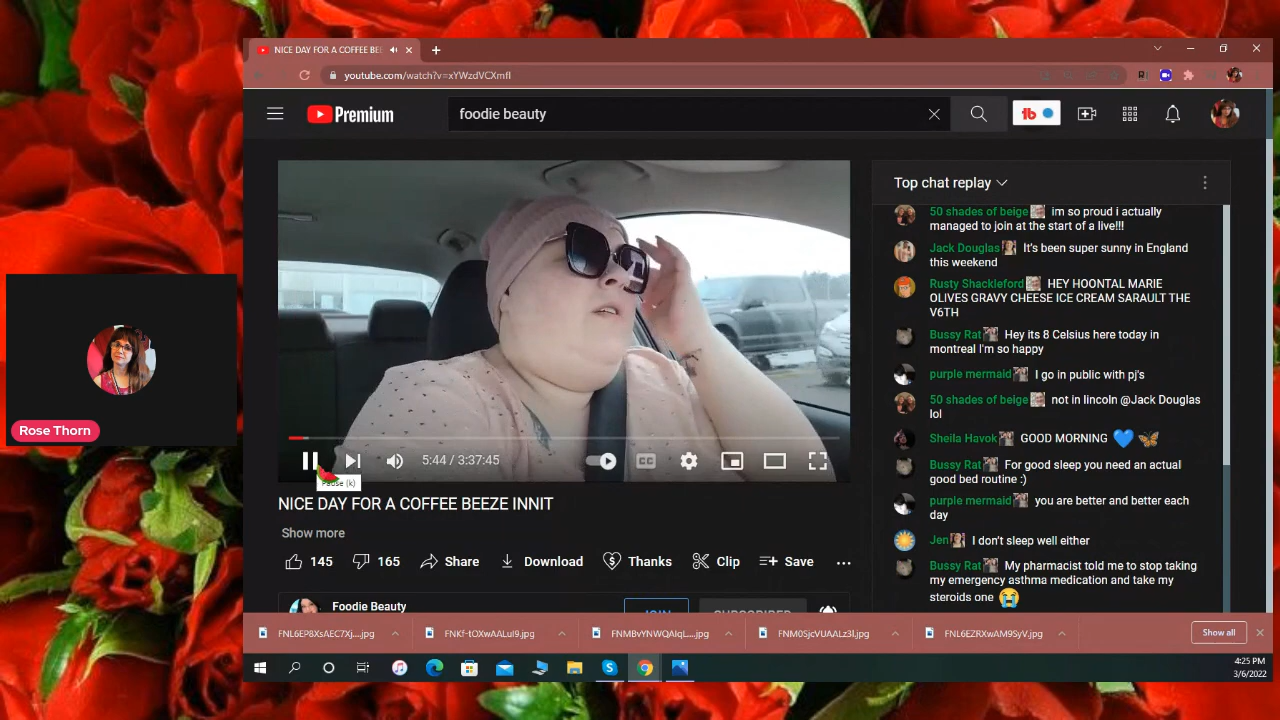 NICE DAY FOR A COFFEE BEE
youtube.com/watch?v=xYWzdVCXmfI
Premium
foodie beauty
Top chat replay
50 shades of beige im so proud i actually
managed to join at the start of a live!!!
Jack Douglas It's been super sunny in England
this weekend
Rusty Shackleford HEY HOONTAL MARIE
OLIVES GRAVY CHEESE ICE CREAM SARAULT THE
V6TH
Bussy Rat Hey its 8 Celsius here today in
montreal I'm so happy
purple mermaid I go in public with pj's
50 shades of beige not in lincoln @Jack Douglas
lol
Sheila Havok GOOD MORNING
Bussy Rat For good sleep you need an actual
good bed routine :)
purple mermaid you are better and better each
day
Jen I don't sleep well either
Bussy Rat My pharmacist told me to stop taking
my emergency asthma medication and take my
steroids one
Rose Thorn
5:44 / 3:37:45
CC
Pause (k)
NICE DAY FOR A COFFEE BEEZE INNIT
Show more
145 165 Share Download Thanks Clip Save
Foodie Beauty JOIN SUBSCRIBED
FNL6EP8XsAEC7Xj....jpg FNKf-tOXwAALuI9.jpg FNMBvYNWQAIqL....jpg FNM0SjcVUAALz3I.jpg FNL6EZRXwAM9SyV.jpg Show all
4:25 PM
3/6/2022